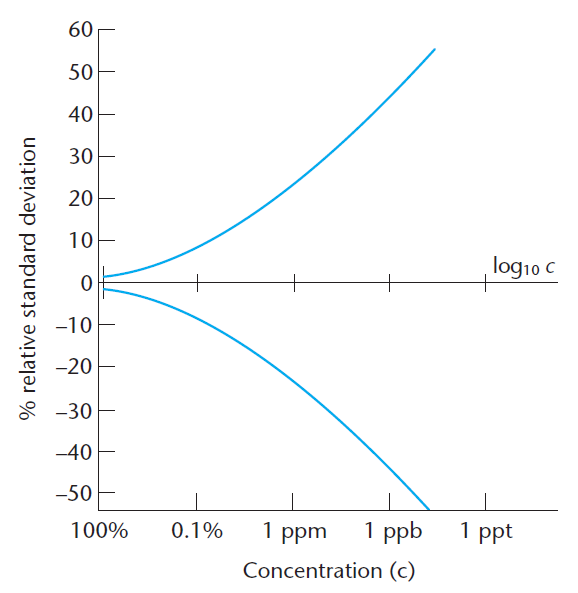 % relative standard deviation
60
50
40
30
20
10
0
–10
–20
–30
–40
–50
log10 c
100%
0.1%
1 ppm
1 ppb
1 ppt
Concentration (c)